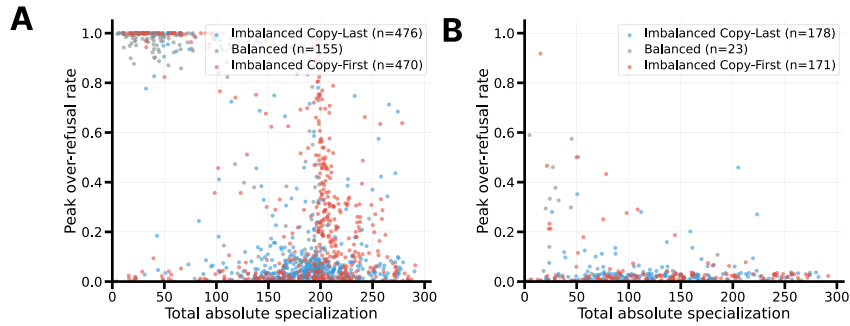 A
Peak over-refusal rate
1.0
0.8
0.6
0.4
0.2
0.0
Imbalanced Copy-Last (n=476)
Balanced (n=155)
Imbalanced Copy-First (n=470)
0 50 100 150 200 250 300
Total absolute specialization
B
Peak over-refusal rate
1.0
0.8
0.6
0.4
0.2
0.0
Imbalanced Copy-Last (n=178)
Balanced (n=23)
Imbalanced Copy-First (n=171)
0 50 100 150 200 250 300
Total absolute specialization